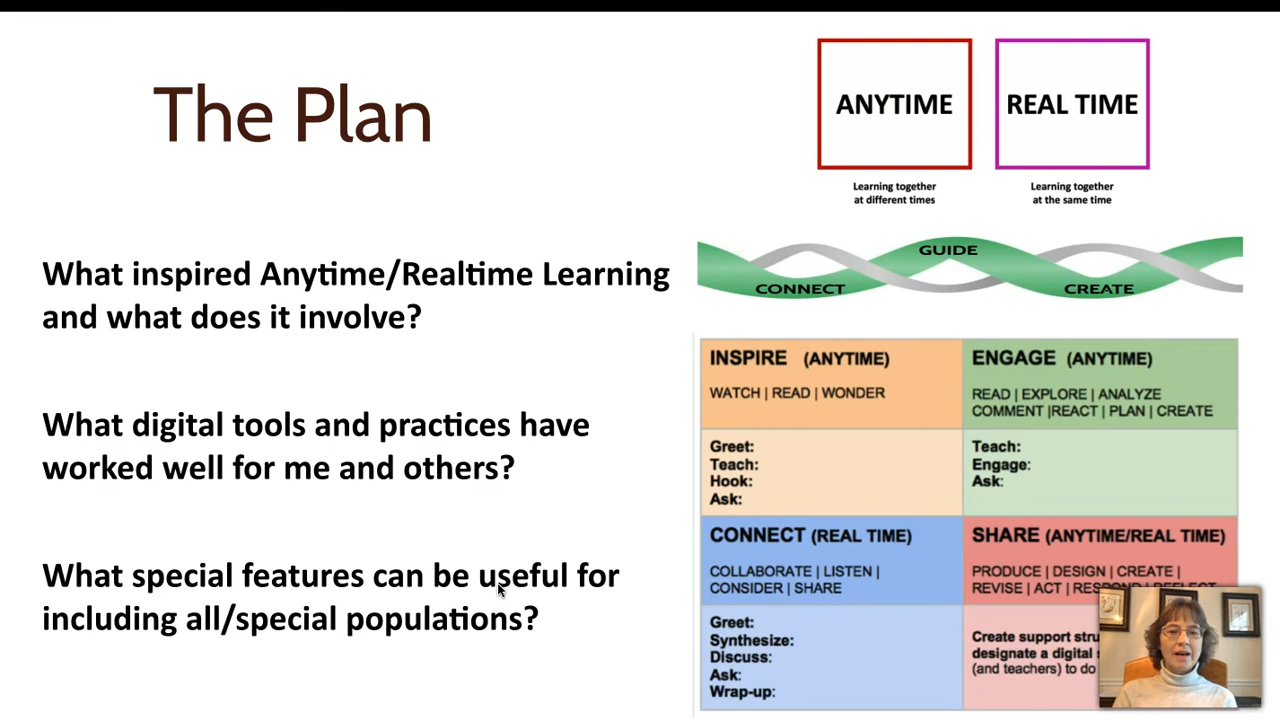 The Plan
What inspired Anytime/Realtime Learning
and what does it involve?
What digital tools and practices have
worked well for me and others?
What special features can be useful for
including all/special populations?
ANYTIME
Learning together
at different times
REAL TIME
Learning together
at the same time
CONNECT
GUIDE
CREATE
INSPIRE (ANYTIME)
WATCH | READ | WONDER
Greet:
Teach:
Hook:
Ask:
ENGAGE (ANYTIME)
READ | EXPLORE | ANALYZE
COMMENT |REACT | PLAN | CREATE
Teach:
Engage:
Ask:
CONNECT (REAL TIME)
COLLABORATE | LISTEN |
CONSIDER | SHARE
Greet:
Synthesize:
Discuss:
Ask:
Wrap-up:
SHARE (ANYTIME/REAL TIME)
PRODUCE | DESIGN | CREATE |
REVISE | ACT | RESPOND | REFLECT
Create support
designate a digital
(and teachers) to do